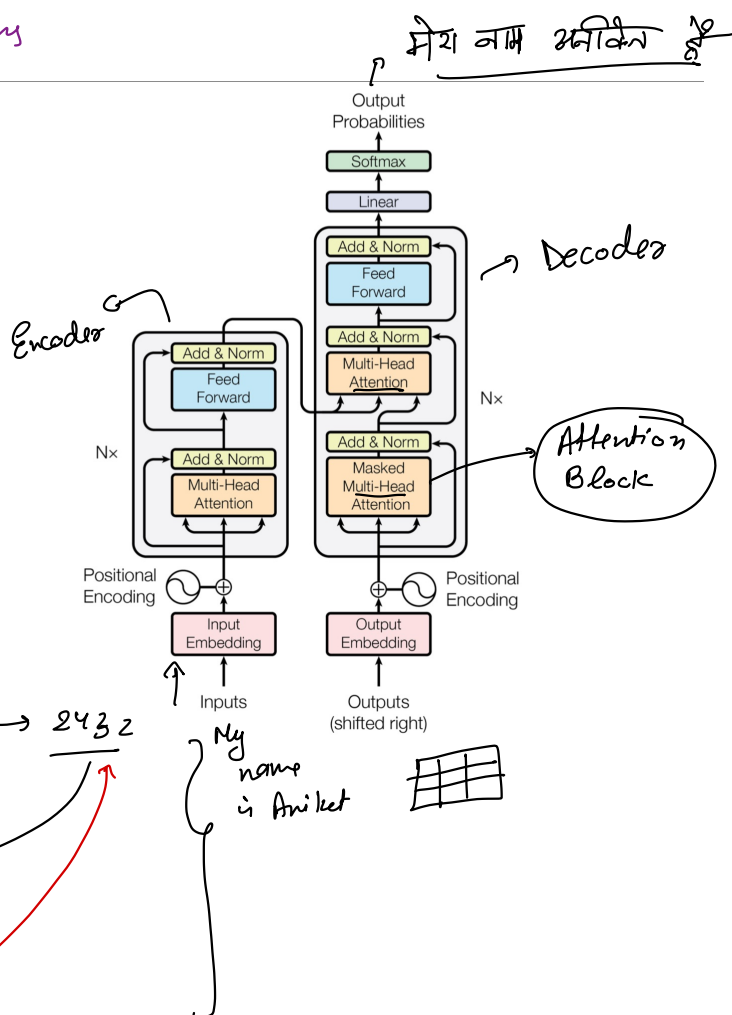 मेरा नाम अनिकेत है
Output
Probabilities
Softmax
Linear
Add & Norm
Feed
Forward
Decoder
Add & Norm
Multi-Head
Attention
Nx
Encoder
Add & Norm
Feed
Forward
Nx
Add & Norm
Multi-Head
Attention
Add & Norm
Masked
Multi-Head
Attention
Attention
Block
Positional
Encoding
Positional
Encoding
Input
Embedding
Output
Embedding
Inputs
Outputs
(shifted right)
2432
My
name
is Aniket